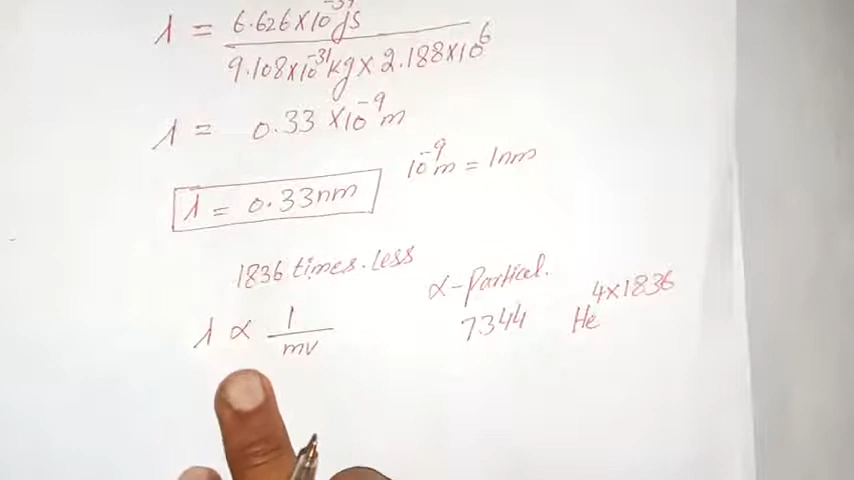 λ = 6.626×10⁻³⁴ JS
9.108×10⁻³¹ kg × 2.188×10⁶
λ = 0.33 ×10⁻⁹ m
10⁻⁹ m = 1nm
λ = 0.33nm
1836 times.less
α-Partical.
λ ∝ 1/mv
7344
He 4×1836